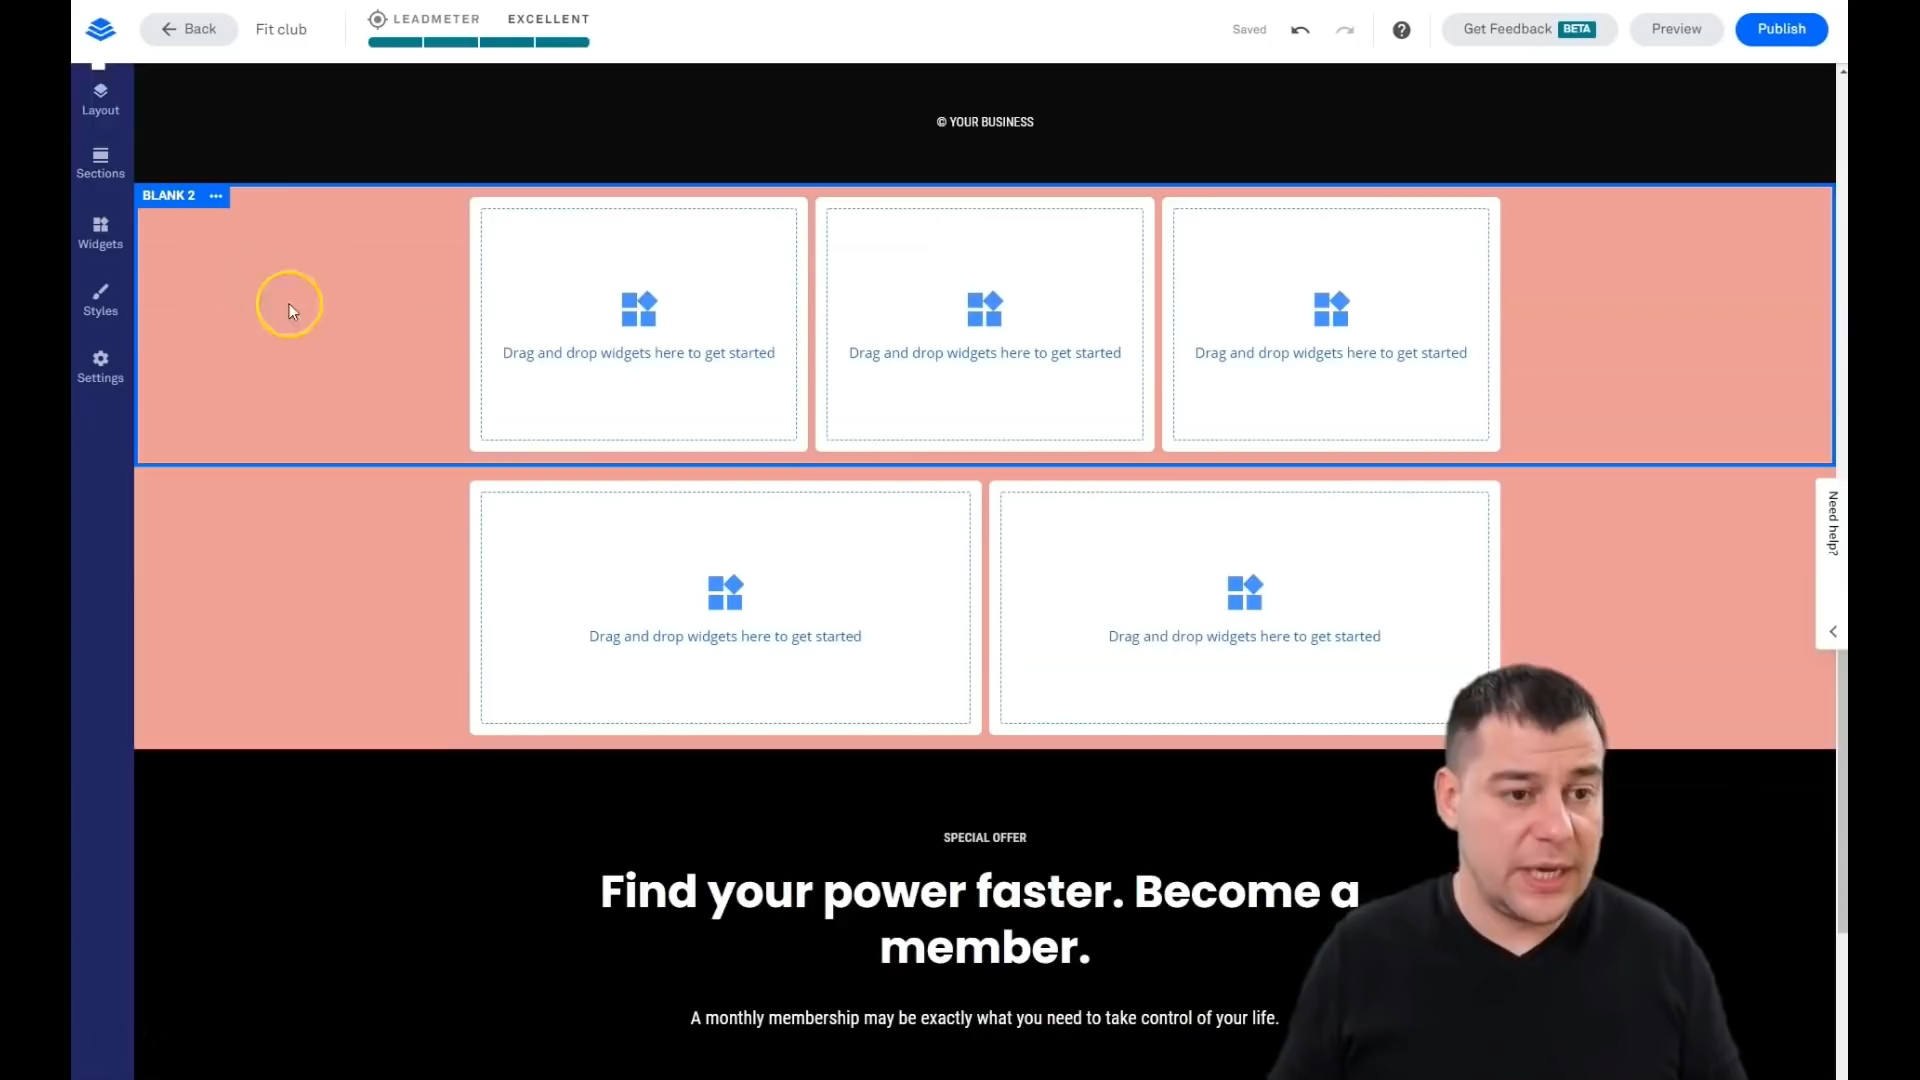 Back
Fit club
LEADMETER
EXCELLENT
Saved
Get Feedback BETA
Preview
Publish
Layout
Sections
Widgets
Styles
Settings
© YOUR BUSINESS
BLANK 2
Drag and drop widgets here to get started
Drag and drop widgets here to get started
Drag and drop widgets here to get started
Drag and drop widgets here to get started
Drag and drop widgets here to get started
Need help?
SPECIAL OFFER
Find your power faster. Become a
member.
A monthly membership may be exactly what you need to take control of your life.